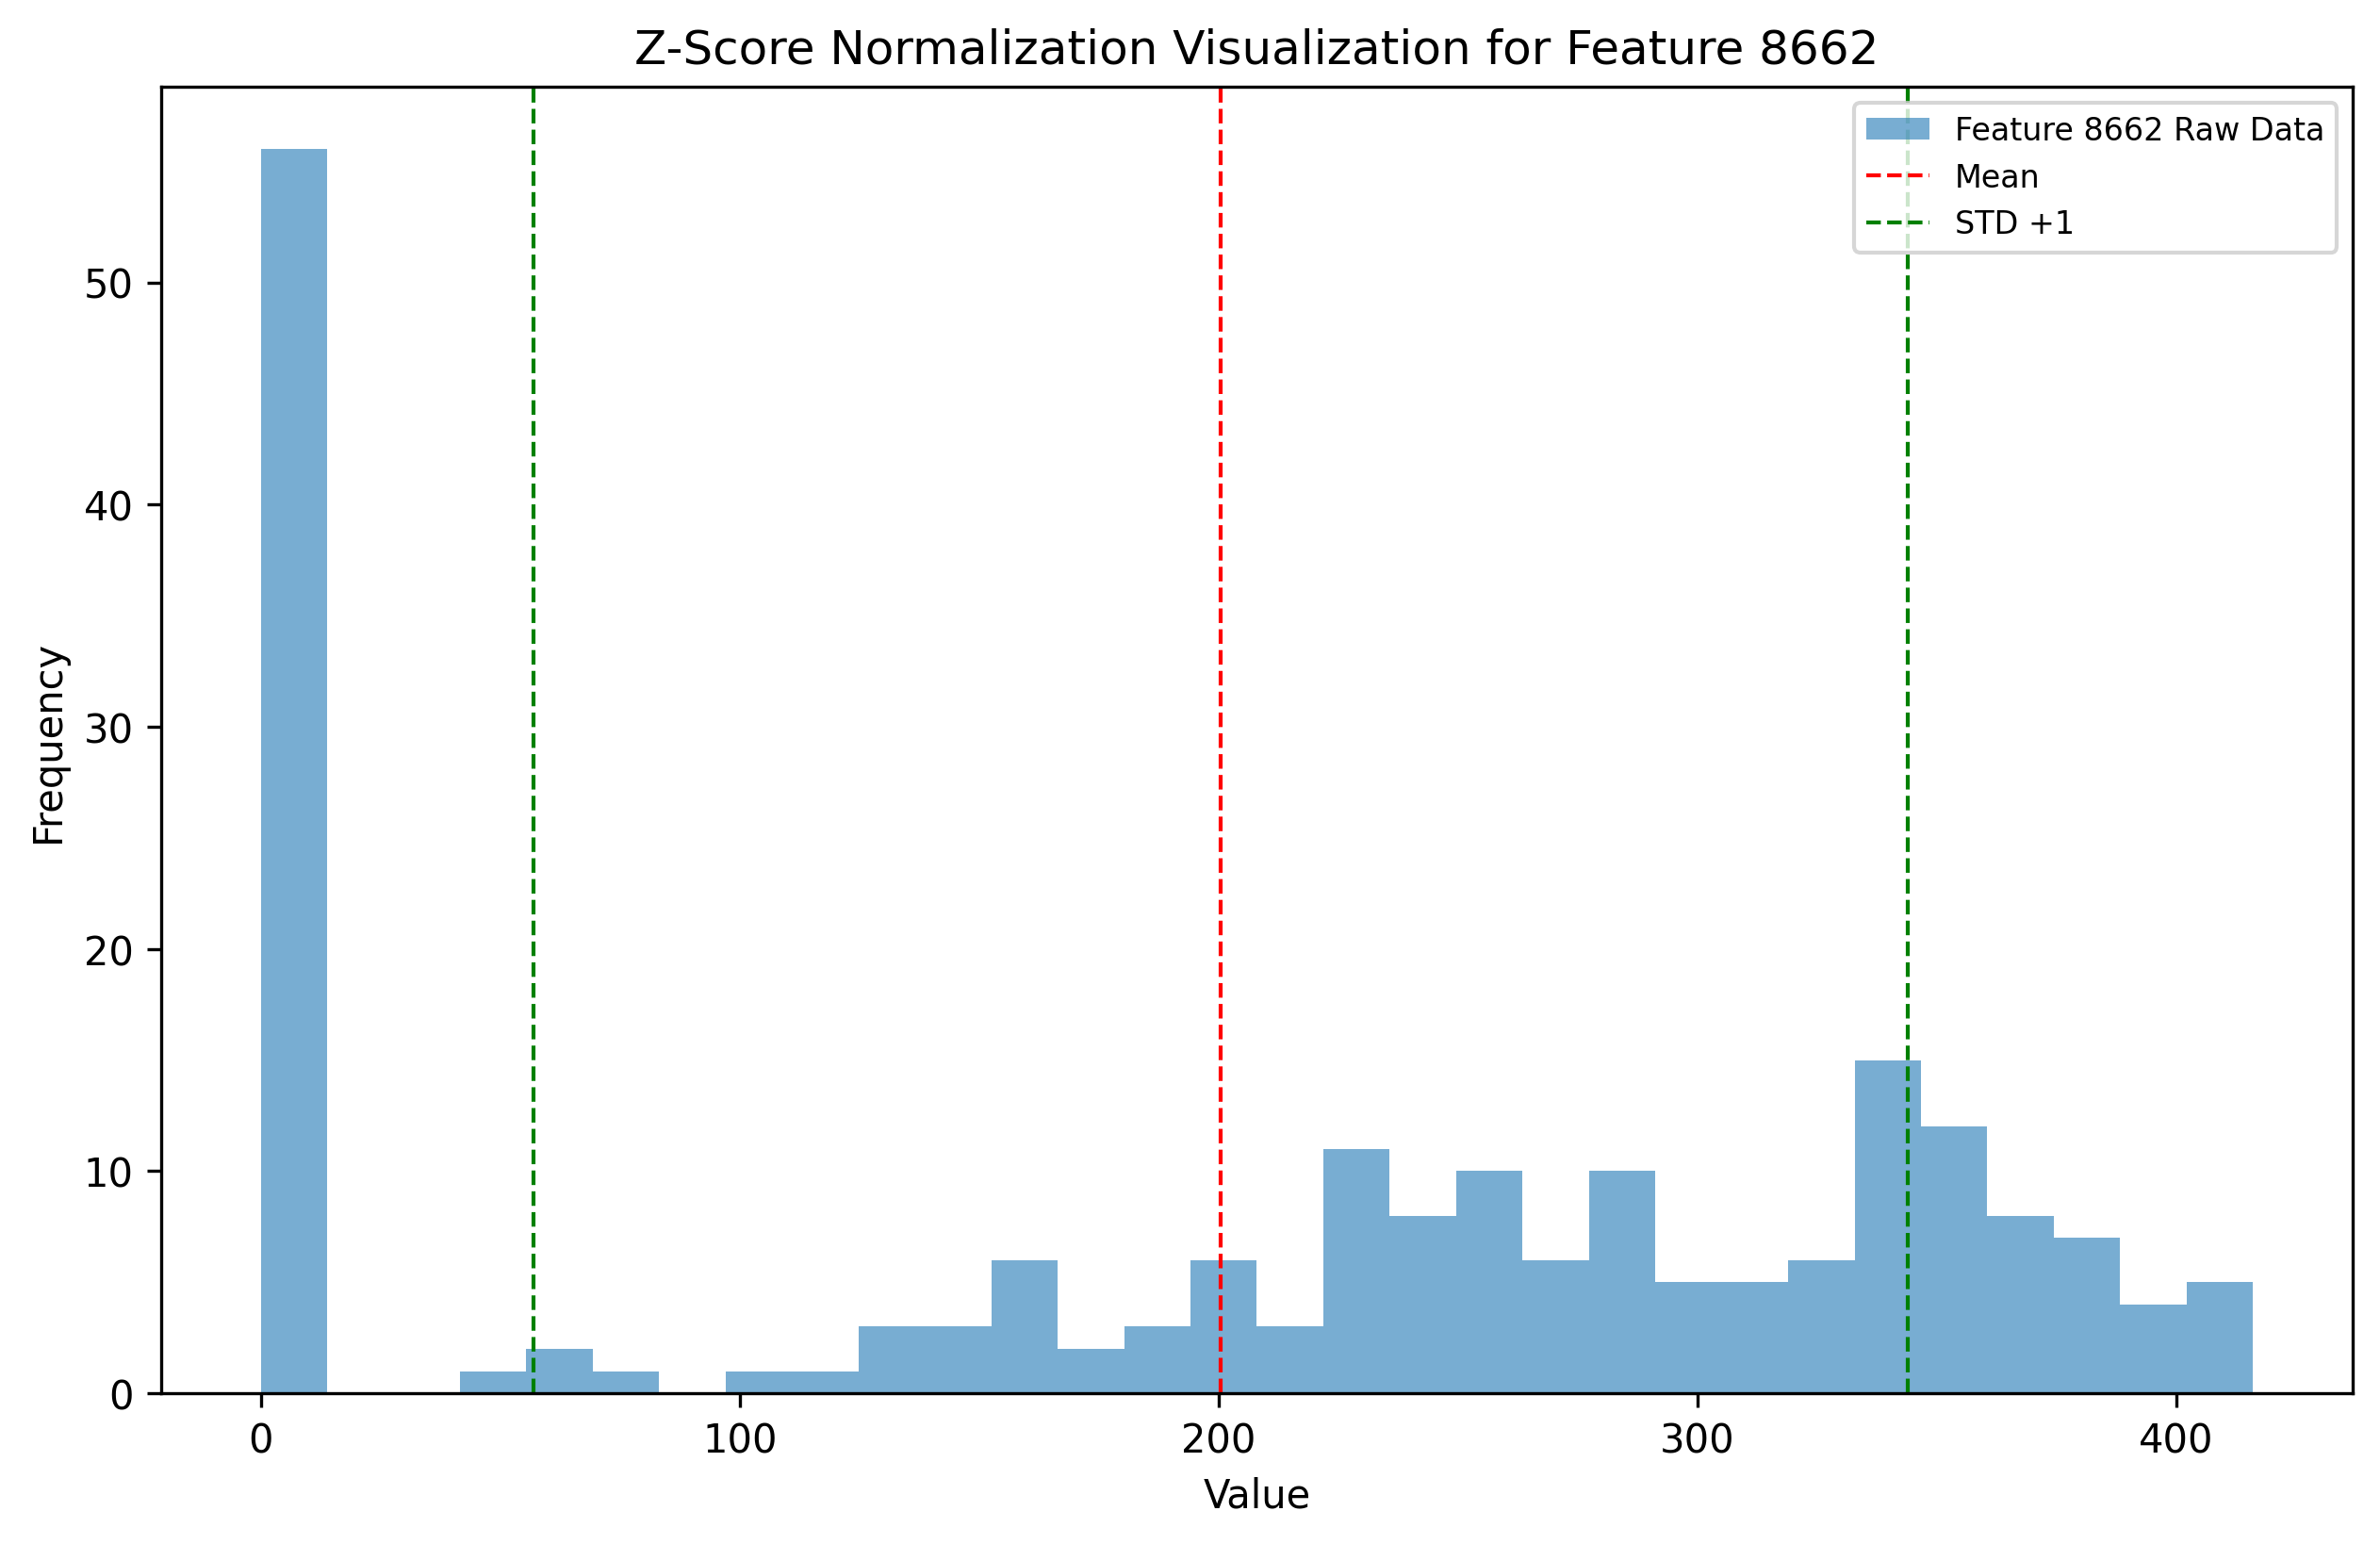 Z-Score Normalization Visualization for Feature 8662
Feature 8662 Raw Data
Mean
STD +1
Frequency
50
40
30
20
10
0
0 100 200 300 400
Value